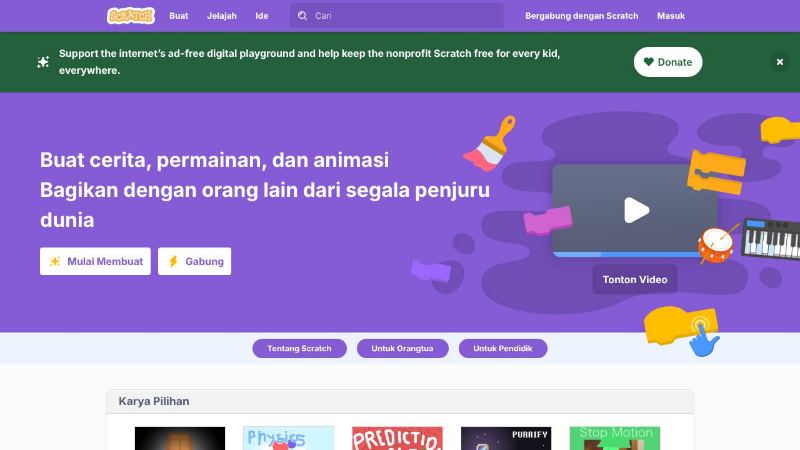 SCRATCH
Buat
Jelajah
Ide
Cari
Bergabung dengan Scratch
Masuk
Support the internet's ad-free digital playground and help keep the nonprofit Scratch free for every kid,
everywhere.
Donate
Buat cerita, permainan, dan animasi
Bagikan dengan orang lain dari segala penjuru
dunia
Mulai Membuat
Gabung
Tonton Video
Tentang Scratch
Untuk Orangtua
Untuk Pendidik
Karya Pilihan
Physics
PURRIFY
Stop Motion